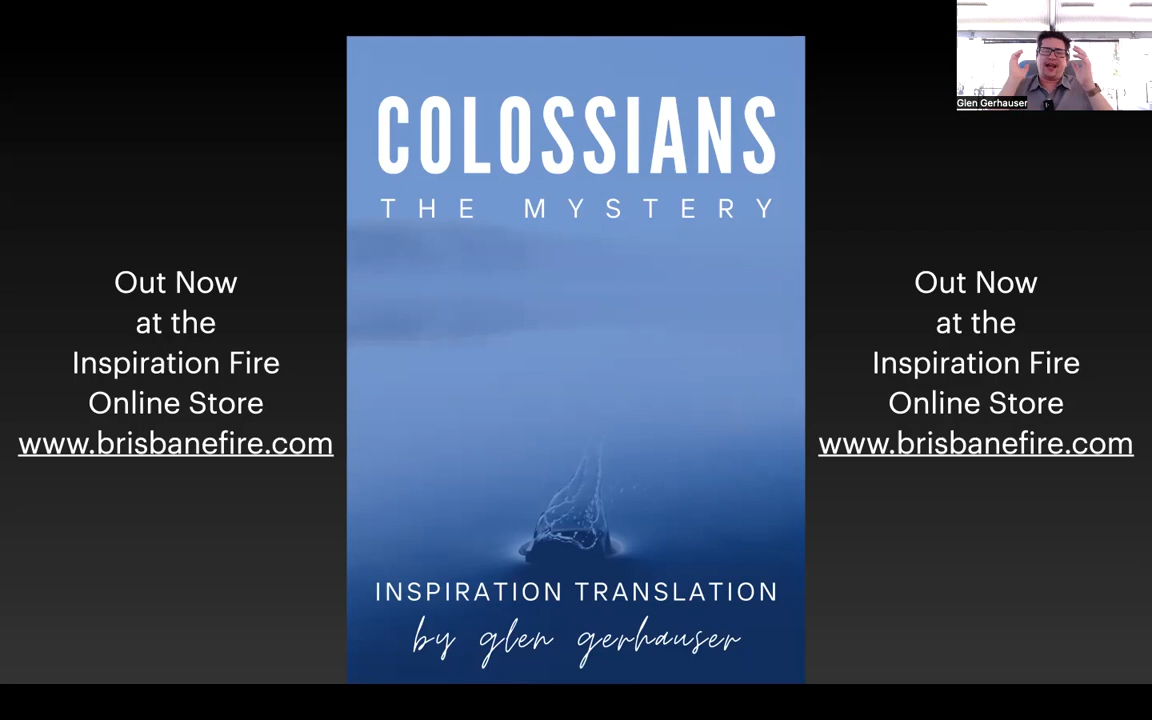 Glen Gerhauser
COLOSSIANS
THE MYSTERY
Out Now
at the
Inspiration Fire
Online Store
www.brisbanefire.com
Out Now
at the
Inspiration Fire
Online Store
www.brisbanefire.com
INSPIRATION TRANSLATION
by glen gerhauser